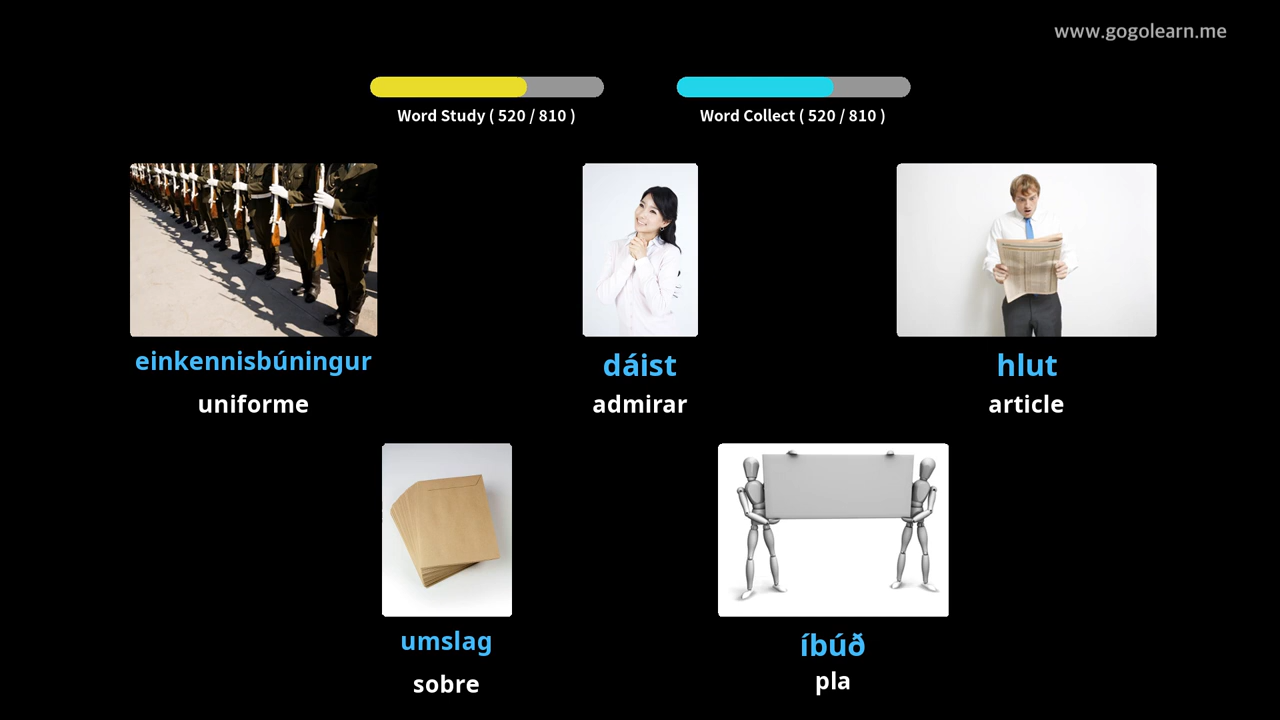 www.gogolearn.me
Word Study ( 520 / 810 )
Word Collect ( 520 / 810 )
einkennisbúningur
uniforme
dáist
admirar
hlut
article
umslag
sobre
íbúð
pla